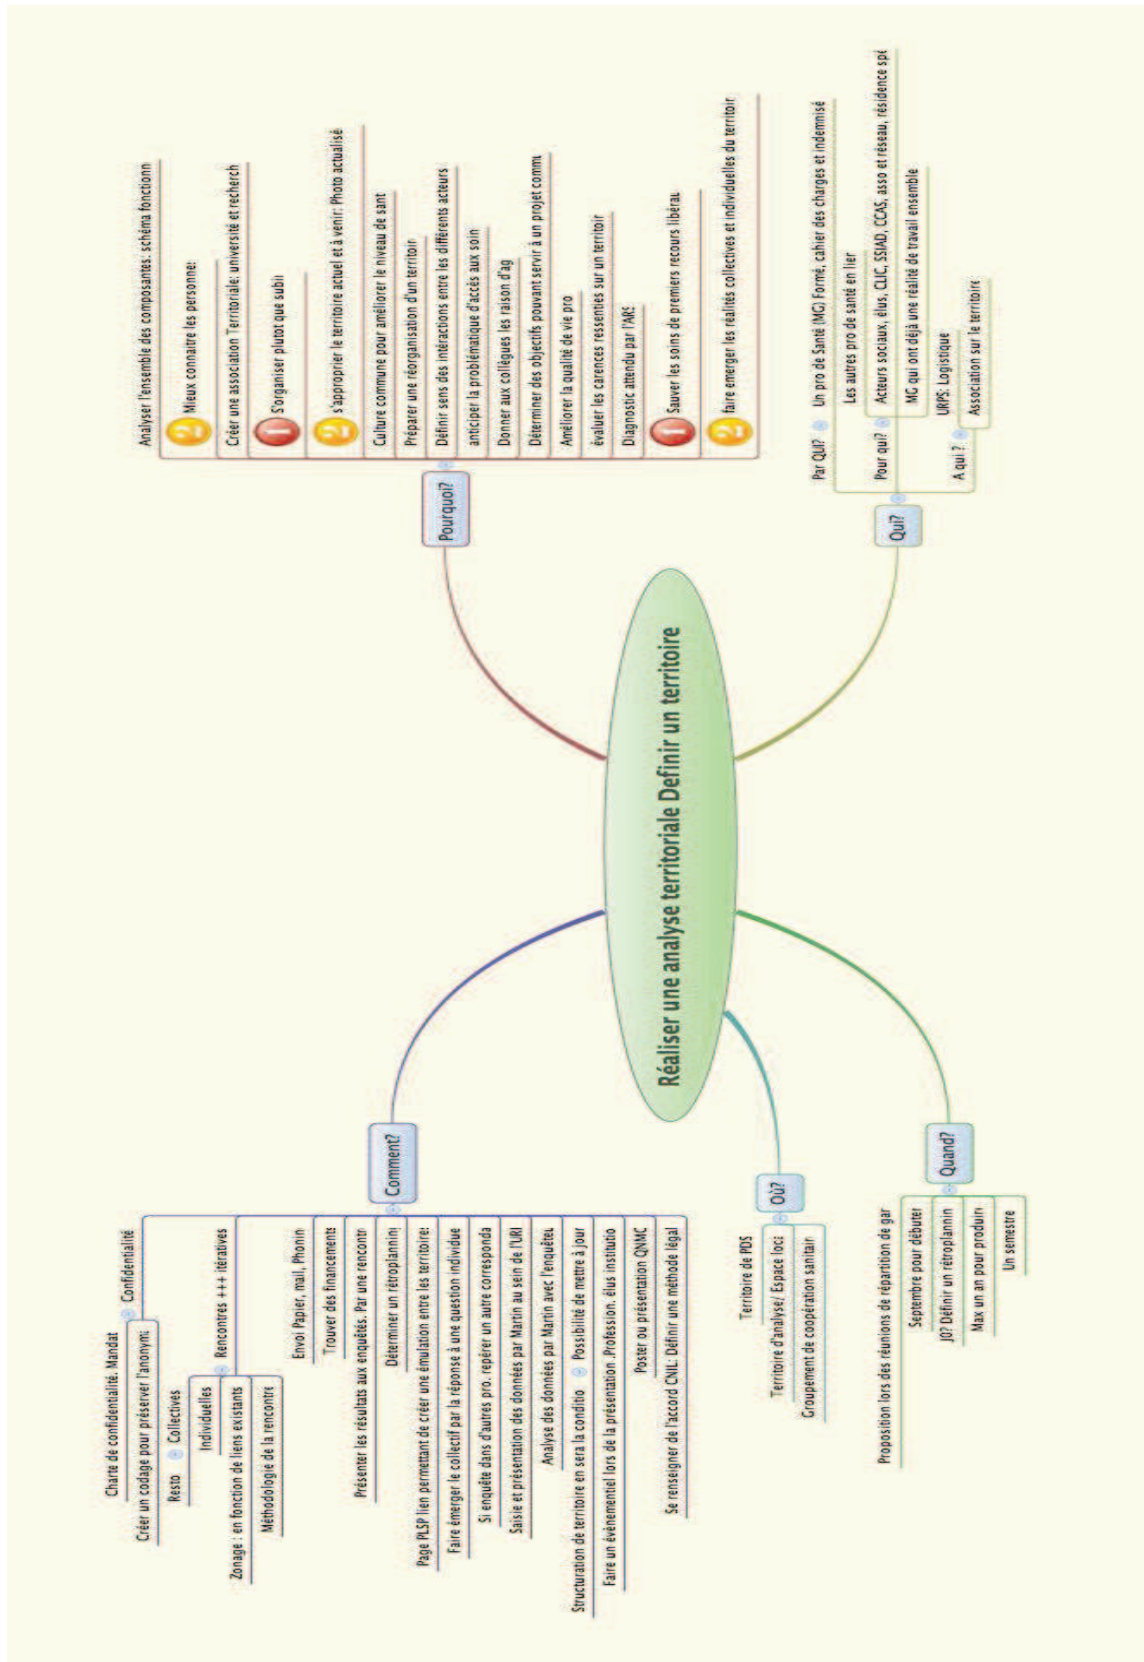 Réaliser une analyse territoriale Definir un territoire
Pourquoi?
Analyser l'ensemble des composantes: schéma fonctionn
2 Mieux connaitre les personne
Créer une association Territoriale: université et recherch
1 S'organiser plutot que subir
2 s'approprier le territoire actuel et à venir: Photo actualisé
Culture commune pour améliorer le niveau de sant
Préparer une réorganisation d'un territoir
Définir sens des intéractions entre les différents acteurs
anticiper la problématique d'accès aux soin
Donner aux collègues les raison d'ag
Déterminer des objectifs pouvant servir à un projet commu
Améliorer la qualité de vie pro
évaluer les carences ressenties sur un territoir
Diagnostic attendu par l'ARS
1 Sauver les soins de premiers recours libérau
2 faire emerger les réalités collectives et individuelles du territoir
Qui?
Par QUI?
Un pro de Santé (MG) Formé, cahier des charges et indemnisé
Pour qui?
Les autres pro de santé en lier
Acteurs sociaux, élus, CLIC, SSIAD, CCAS, asso et réseau, résidence spé
MG qui ont déjà une réalité de travail ensemble
A qui ?
URPS: Logistique
Association sur le territoire
Comment?
Confidentialité
Charte de confidentialité. Mandat
Créer un codage pour préserver l'anonym
Rencontres +++ itératives
Collectives
Resto
Individuelles
Zonage : en fonction de liens existants
Méthodologie de la rencontre
Envoi Papier, mail, Phonin
Trouver des financements
Présenter les résultats aux enquêtés. Par une rencontr
Déterminer un rétroplanning
Page PLSP lien permettant de créer une émulation entre les territoires
Faire émerger le collectif par la réponse à une question individue
Si enquête dans d'autres pro, repérer un autre corresponda
Saisie et présentation des données par Martin au sein de l'URI
Analyse des données par Martin avec l'enquêteu
Structuration de territoire en sera la conditio
Possibilité de mettre à jour
Faire un évènementiel lors de la présentation .Profession, élus institutio
Poster ou présentation QNMC
Se renseigner de l'accord CNIL: Définir une méthode légal
Où?
Territoire de PDS
Territoire d'analyse/ Espace loca
Groupement de coopération sanitair
Quand?
Proposition lors des réunions de répartition de gar
Septembre pour débuter
J0? Définir un rétroplannin
Max un an pour produire
Un semestre